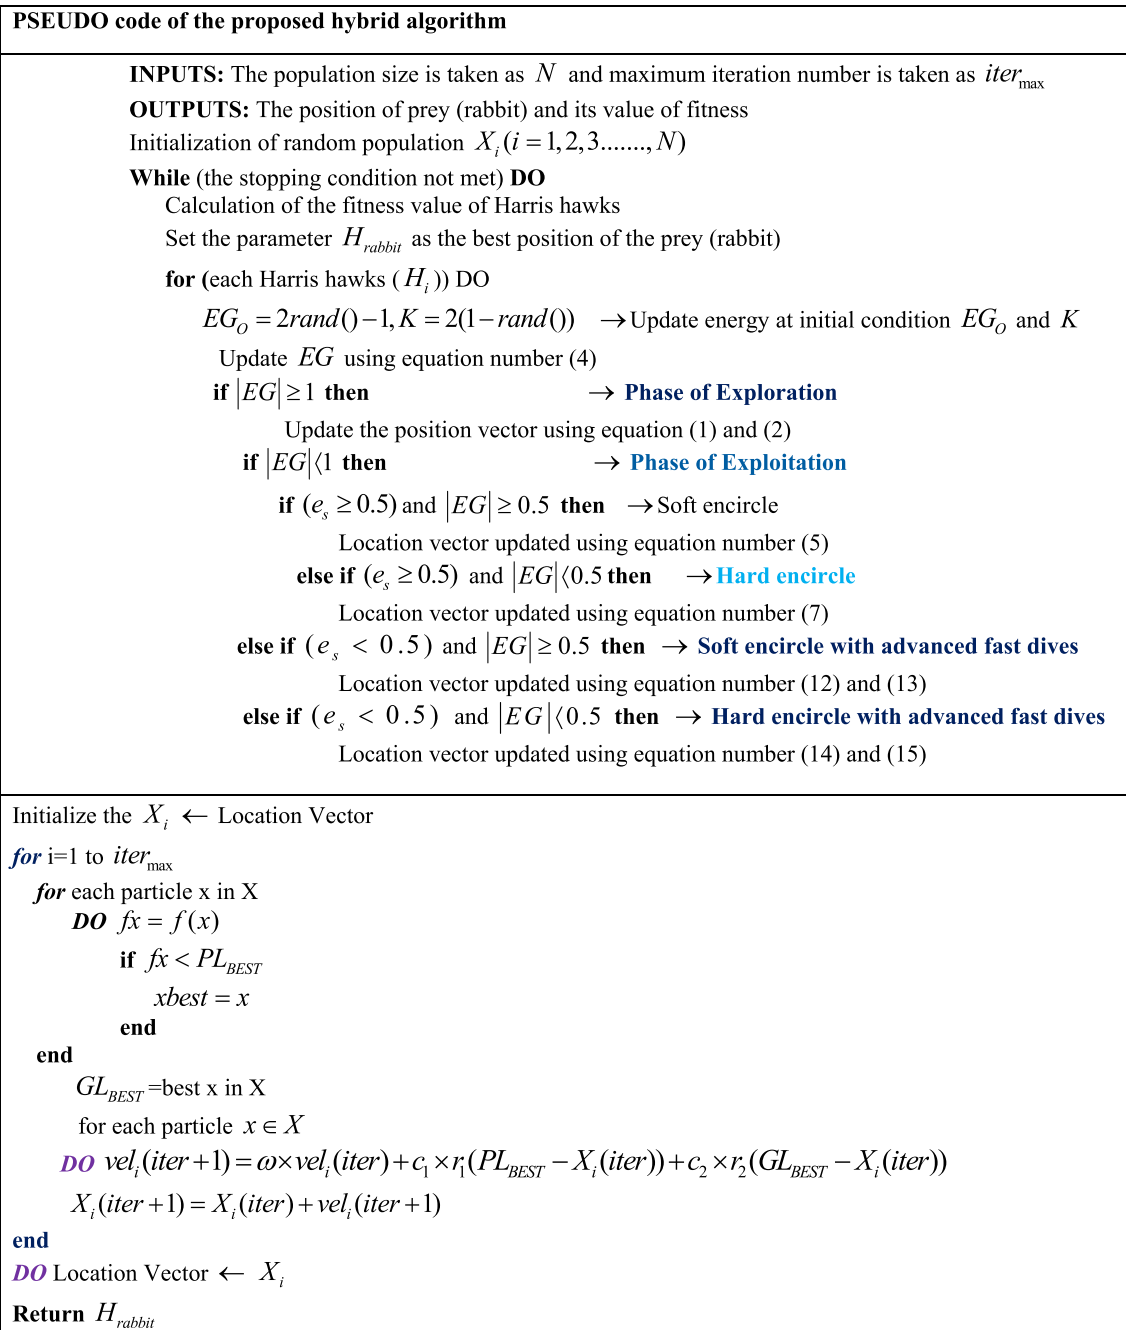 PSEUDO code of the proposed hybrid algorithm
INPUTS: The population size is taken as N and maximum iteration number is taken as iter_max
OUTPUTS: The position of prey (rabbit) and its value of fitness
Initialization of random population X_i (i = 1, 2, 3......., N)
While (the stopping condition not met) DO
Calculation of the fitness value of Harris hawks
Set the parameter H_rabbit as the best position of the prey (rabbit)
for (each Harris hawks ( H_i )) DO
EG_O = 2rand() − 1, K = 2(1 − rand()) → Update energy at initial condition EG_O and K
Update EG using equation number (4)
if |EG| ≥ 1 then → Phase of Exploration
Update the position vector using equation (1) and (2)
if |EG|⟨1 then → Phase of Exploitation
if (e_s ≥ 0.5) and |EG| ≥ 0.5 then → Soft encircle
Location vector updated using equation number (5)
else if (e_s ≥ 0.5) and |EG|⟨0.5 then → Hard encircle
Location vector updated using equation number (7)
else if (e_s < 0.5) and |EG| ≥ 0.5 then → Soft encircle with advanced fast dives
Location vector updated using equation number (12) and (13)
else if (e_s < 0.5) and |EG|⟨0.5 then → Hard encircle with advanced fast dives
Location vector updated using equation number (14) and (15)
Initialize the X_i ← Location Vector
for i=1 to iter_max
for each particle x in X
DO fx = f(x)
if fx < PL_BEST
xbest = x
end
end
GL_BEST =best x in X
for each particle x ∈ X
DO vel_i(iter+1) = ω×vel_i(iter)+c_1×r_1(PL_BEST − X_i(iter))+c_2×r_2(GL_BEST − X_i(iter))
X_i(iter+1) = X_i(iter)+vel_i(iter+1)
end
DO Location Vector ← X_i
Return H_rabbit